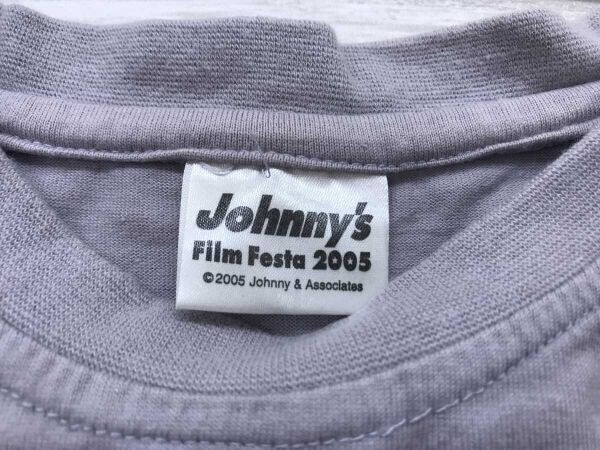 Johnny's
Film Festa 2005
©2005 Johnny & Associates